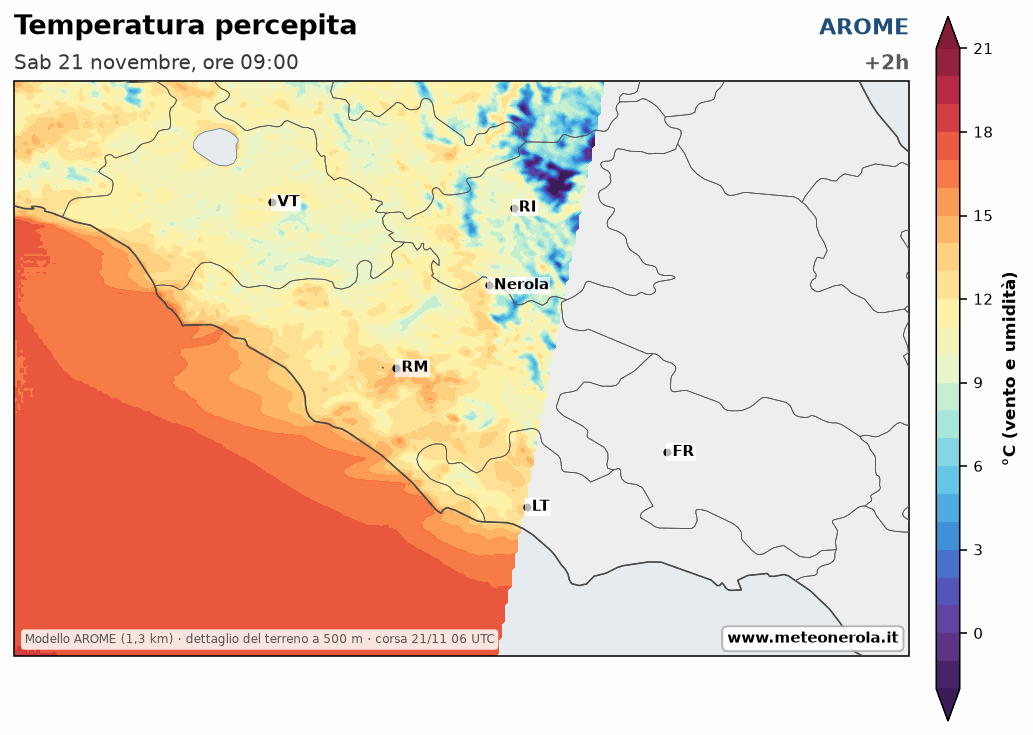 Temperatura percepita
AROME
Sab 21 novembre, ore 09:00
+2h
21
18
15
12
9
6
3
0
°C (vento e umidità)
VT
RI
Nerola
RM
FR
LT
Modello AROME (1,3 km) · dettaglio del terreno a 500 m · corsa 21/11 06 UTC
www.meteonerola.it